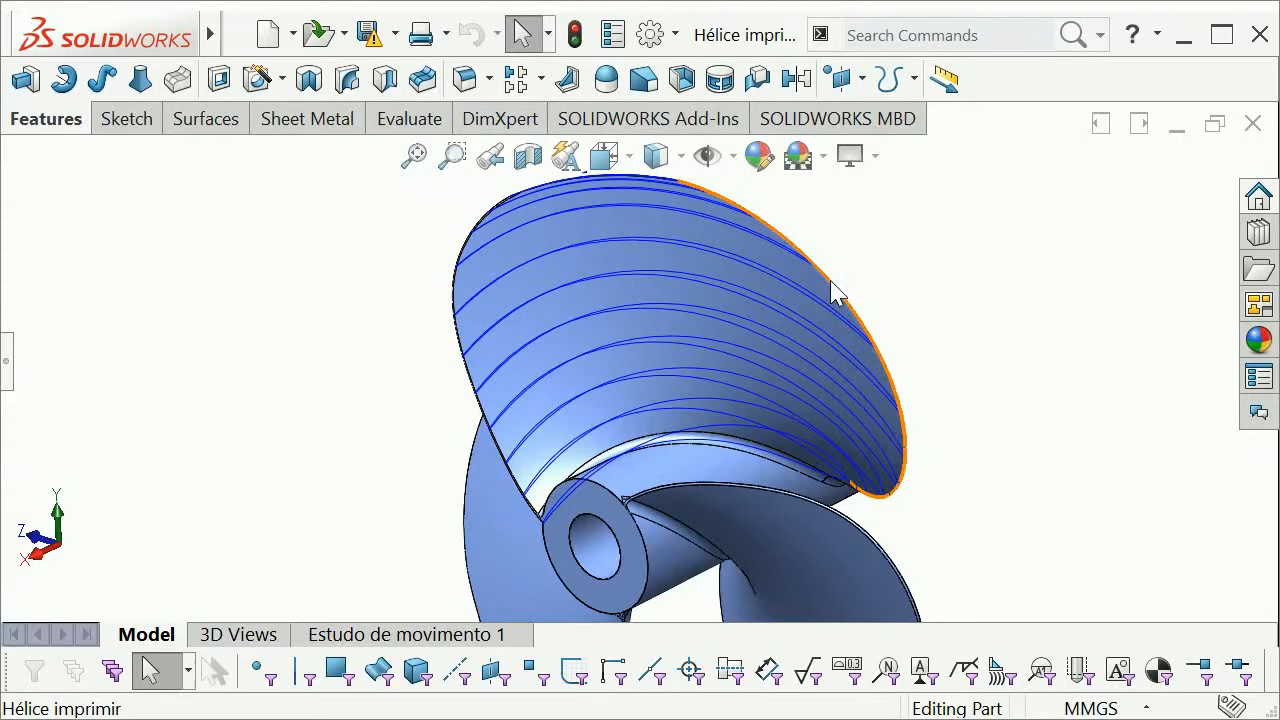 SOLIDWORKS
Hélice impri...
Search Commands
?
Features
Sketch
Surfaces
Sheet Metal
Evaluate
DimXpert
SOLIDWORKS Add-Ins
SOLIDWORKS MBD
Y
Z
X
Model
3D Views
Estudo de movimento 1
Hélice imprimir
Editing Part
MMGS